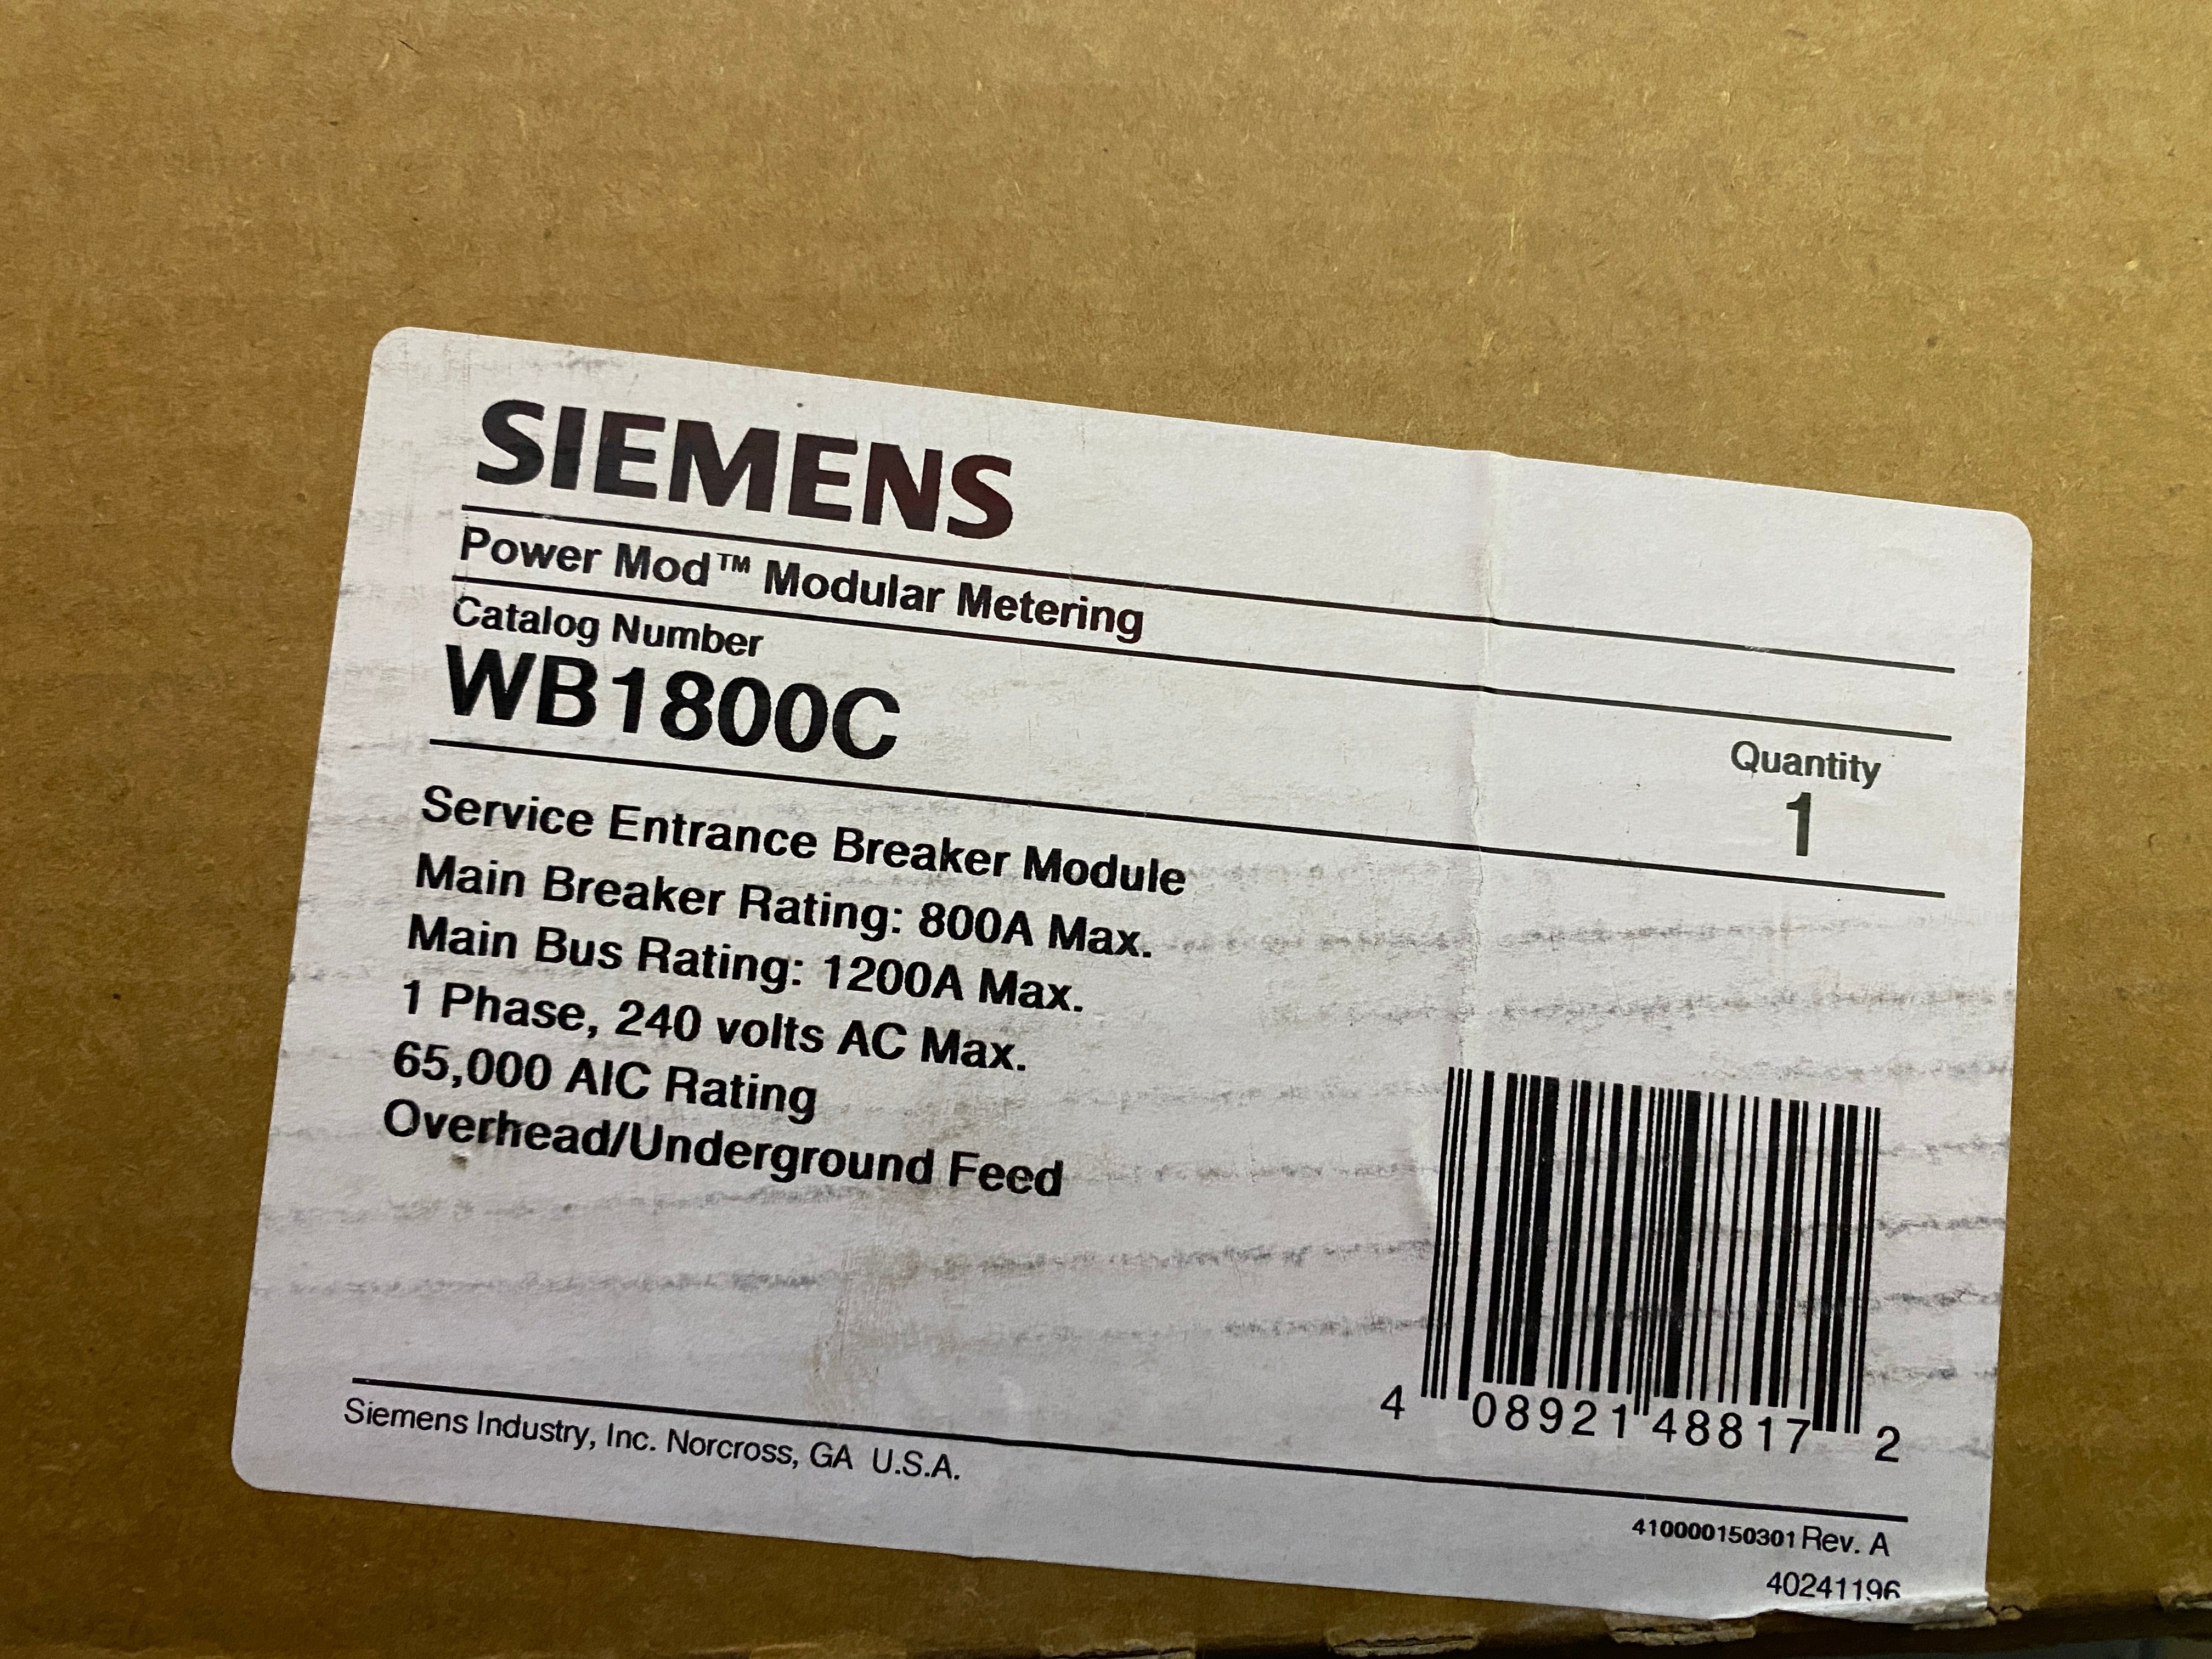 SIEMENS
Power Mod™ Modular Metering
Catalog Number
WB1800C
Quantity
1
Service Entrance Breaker Module
Main Breaker Rating: 800A Max.
Main Bus Rating: 1200A Max.
1 Phase, 240 volts AC Max.
65,000 AIC Rating
Overhead/Underground Feed
4 08921 48817 2
Siemens Industry, Inc. Norcross, GA U.S.A.
410000150301 Rev. A
40241196